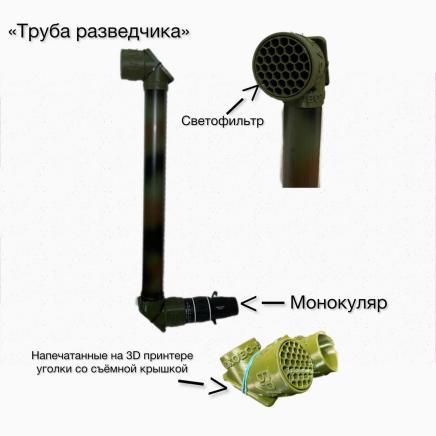 «Труба разведчика»
Светофильтр
Монокуляр
Напечатанные на 3D принтере
уголки со съёмной крышкой